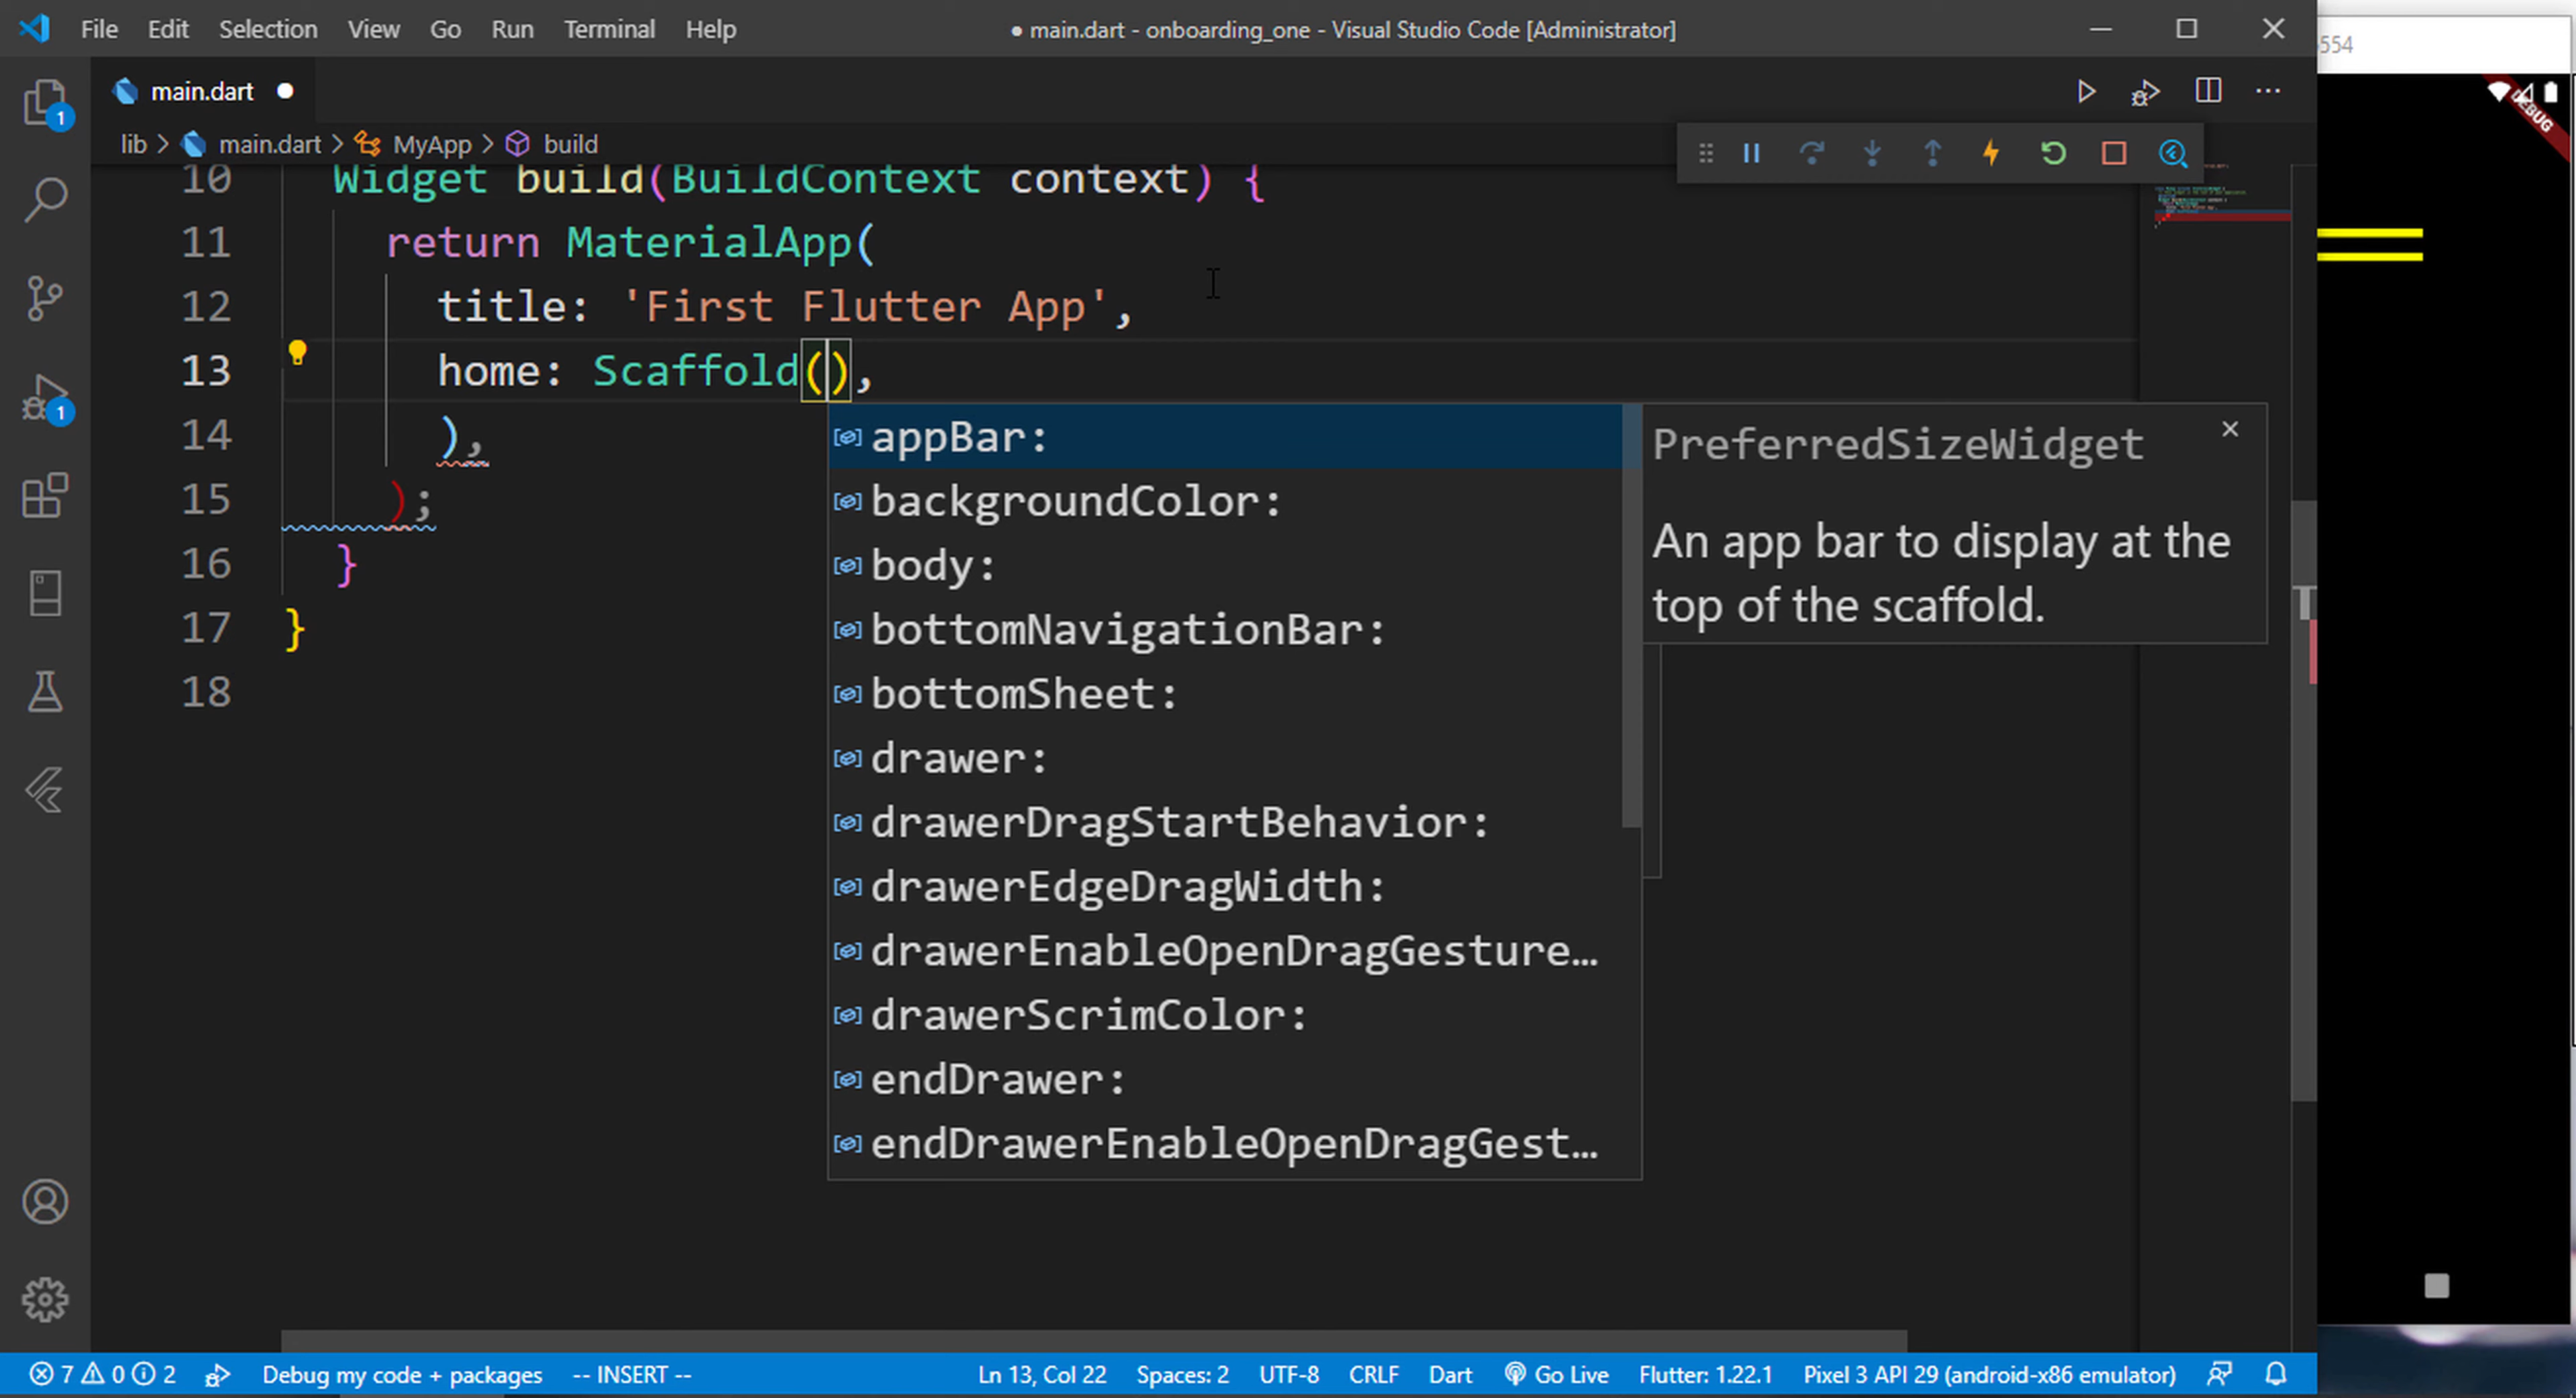 File Edit Selection View Go Run Terminal Help
● main.dart - onboarding_one - Visual Studio Code [Administrator]
554
main.dart ●
DEBUG
lib > main.dart > MyApp > build
1
1
10 Widget build(BuildContext context) {
11 return MaterialApp(
12 title: 'First Flutter App',
13 home: Scaffold(),
14 ),
15 );
16 }
17 }
18
appBar:
backgroundColor:
body:
bottomNavigationBar:
bottomSheet:
drawer:
drawerDragStartBehavior:
drawerEdgeDragWidth:
drawerEnableOpenDragGesture…
drawerScrimColor:
endDrawer:
endDrawerEnableOpenDragGest…
PreferredSizeWidget
An app bar to display at the
top of the scaffold.
7 0 2 Debug my code + packages -- INSERT -- Ln 13, Col 22 Spaces: 2 UTF-8 CRLF Dart Go Live Flutter: 1.22.1 Pixel 3 API 29 (android-x86 emulator)